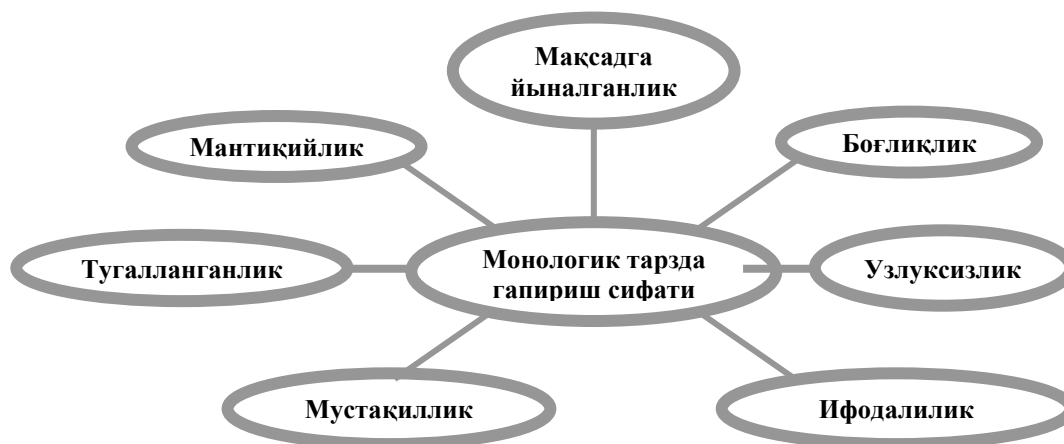 Мақсадга
йыналганлик
Мантиқийлик
Боғлиқлик
Тугалланганлик
Монологик тарзда
гапириш сифати
Узлуксизлик
Мустақиллик
Ифодалилик